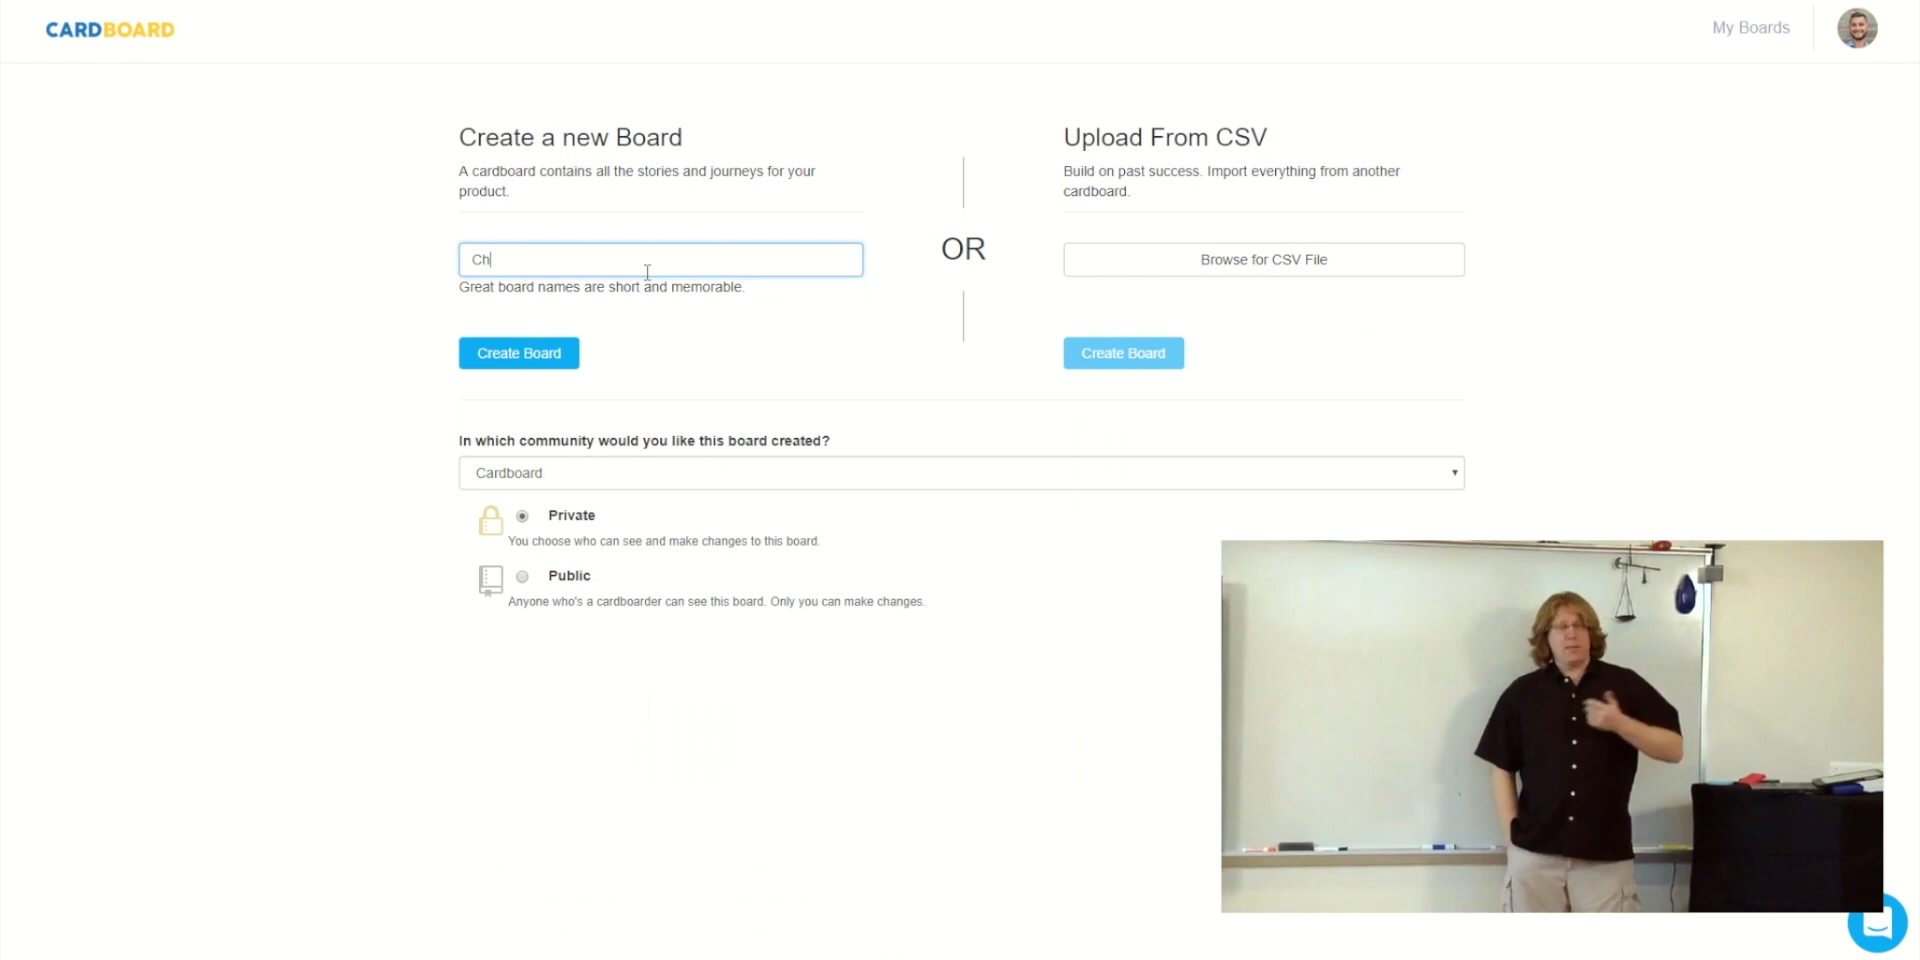 CARDBOARD
My Boards
Create a new Board
A cardboard contains all the stories and journeys for your
product.
Ch
Great board names are short and memorable.
Create Board
OR
Upload From CSV
Build on past success. Import everything from another
cardboard.
Browse for CSV File
Create Board
In which community would you like this board created?
Cardboard
Private
You choose who can see and make changes to this board.
Public
Anyone who's a cardboarder can see this board. Only you can make changes.